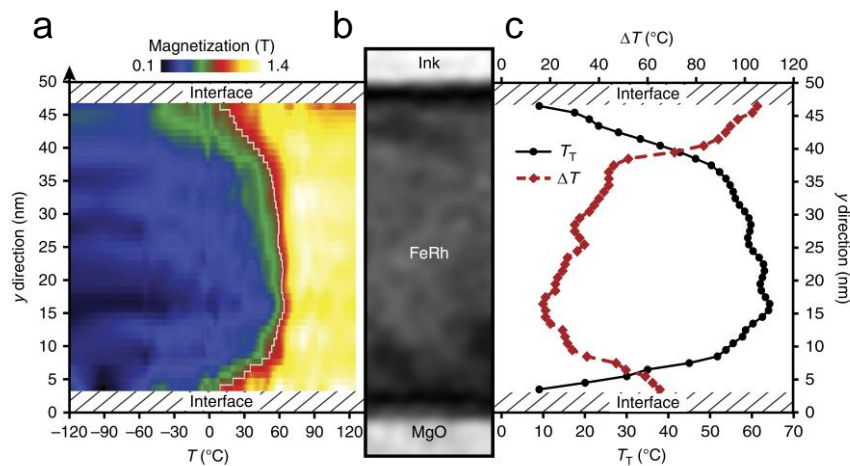 a
b
c
Magnetization (T)
0.1 1.4
50
45
40
35
30
25
20
15
10
5
0
y direction (nm)
Interface
Interface
–120 –90 –60 –30 0 30 60 90 120
T (°C)
Ink
FeRh
MgO
ΔT (°C)
0 20 40 60 80 100 120
Interface
T_T
ΔT
Interface
50
45
40
35
30
25
20
15
10
5
0
y direction (nm)
0 10 20 30 40 50 60 70
T_T (°C)